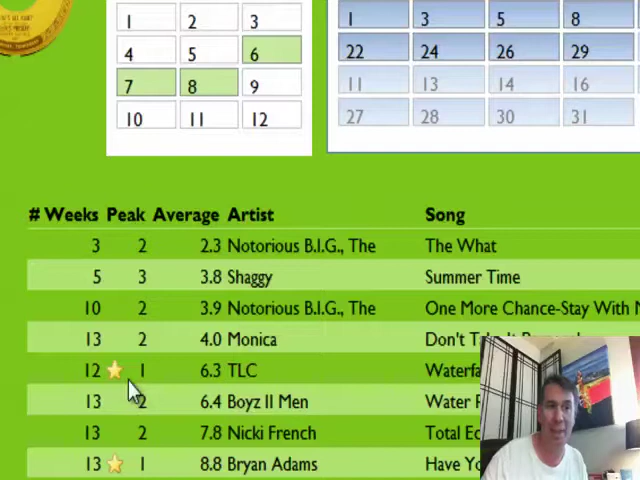 1 2 3
4 5 6
7 8 9
10 11 12
1 3 5 8
22 24 26 29
11 13 14 16
27 28 30 31
# Weeks Peak Average Artist Song
3 2 2.3 Notorious B.I.G., The The What
5 3 3.8 Shaggy Summer Time
10 2 3.9 Notorious B.I.G., The One More Chance-Stay With
13 2 4.0 Monica Don't
12 1 6.3 TLC
13 2 6.4 Boyz II Men Water
13 2 7.8 Nicki French Total
13 1 8.8 Bryan Adams Have